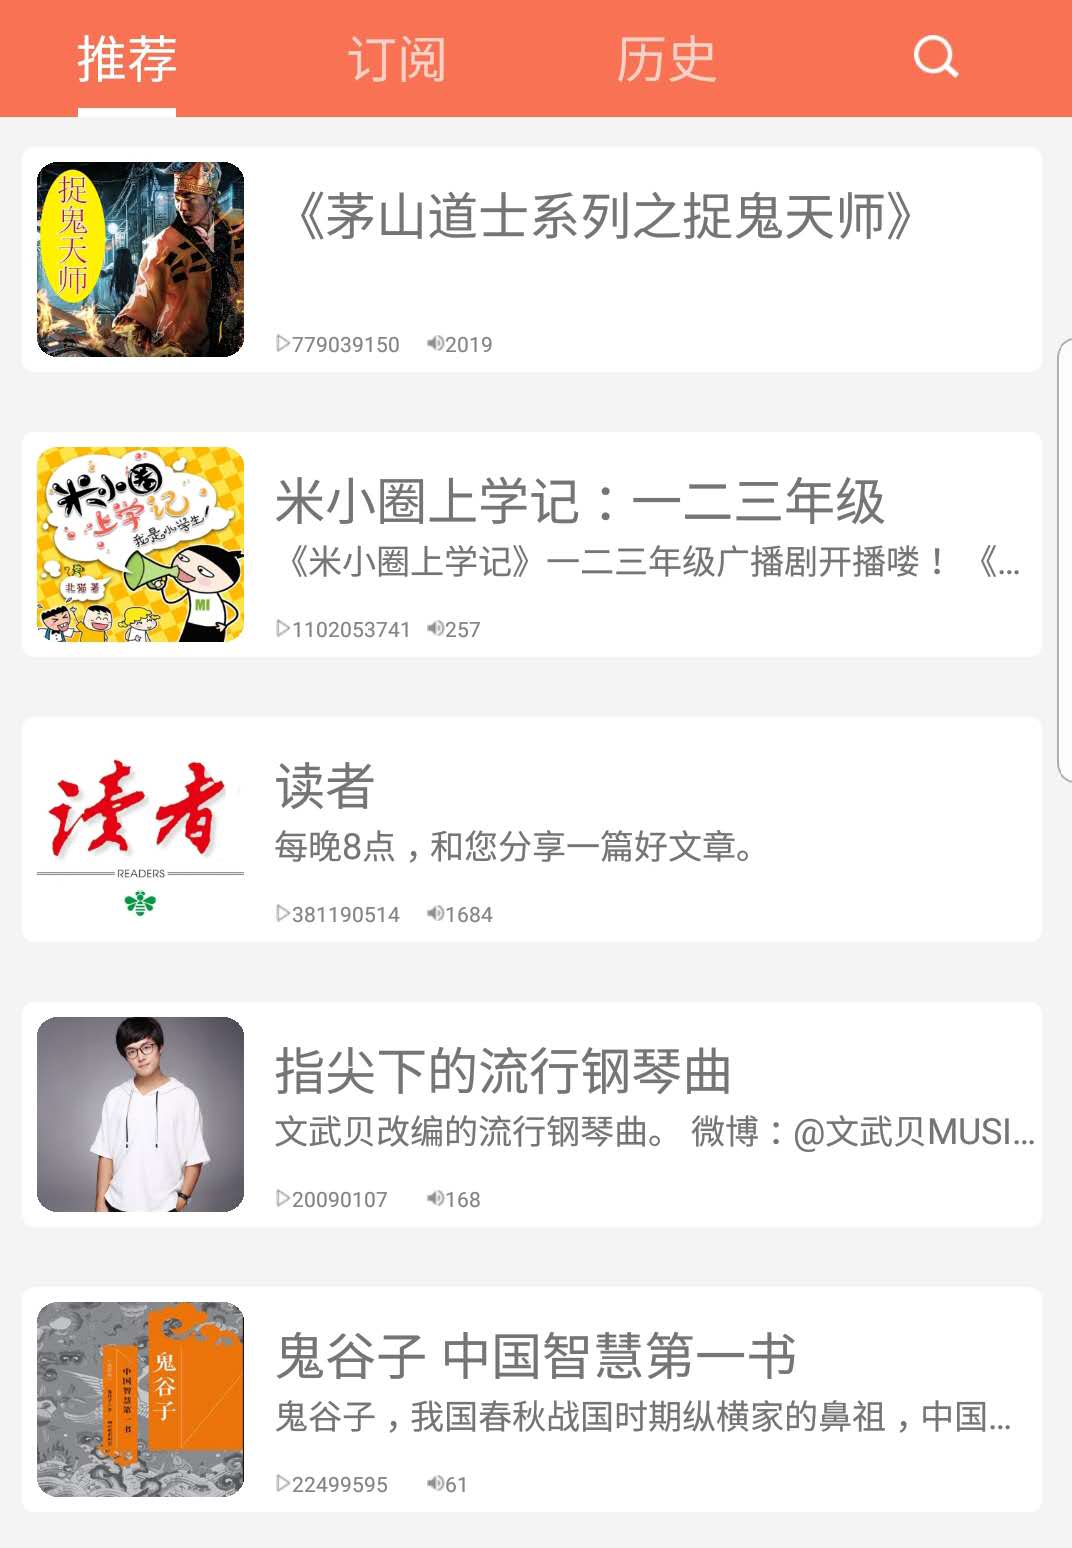 推荐
订阅
历史
捉鬼天师
《茅山道士系列之捉鬼天师》
779039150
2019
米小圈
上学记
我是小学生!
北猫 著
MI
米小圈上学记：一二三年级
《米小圈上学记》一二三年级广播剧开播喽！ 《...
1102053741
257
读者
READERS
读者
每晚8点，和您分享一篇好文章。
381190514
1684
指尖下的流行钢琴曲
文武贝改编的流行钢琴曲。 微博：@文武贝MUSI...
20090107
168
鬼谷子
中国智慧第一书
鬼谷子 中国智慧第一书
鬼谷子，我国春秋战国时期纵横家的鼻祖，中国...
22499595
61